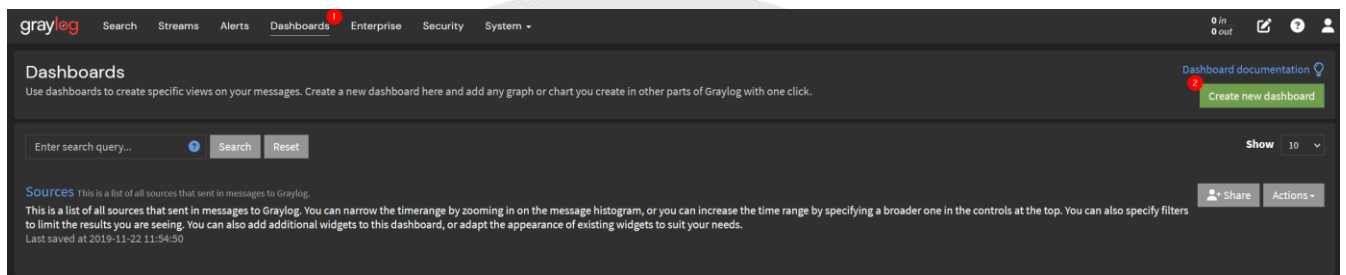 graylog Search Streams Alerts Dashboards 1 Enterprise Security System 0 in
0 out
Dashboards
Dashboard documentation
Use dashboards to create specific views on your messages. Create a new dashboard here and add any graph or chart you create in other parts of Graylog with one click.
2
Create new dashboard
Enter search query... ? Search Reset Show 10
Sources This is a list of all sources that sent in messages to Graylog. Share Actions
This is a list of all sources that sent in messages to Graylog. You can narrow the timerange by zooming in on the message histogram, or you can increase the time range by specifying a broader one in the controls at the top. You can also specify filters
to limit the results you are seeing. You can also add additional widgets to this dashboard, or adapt the appearance of existing widgets to suit your needs.
Last saved at 2019-11-22 11:54:50